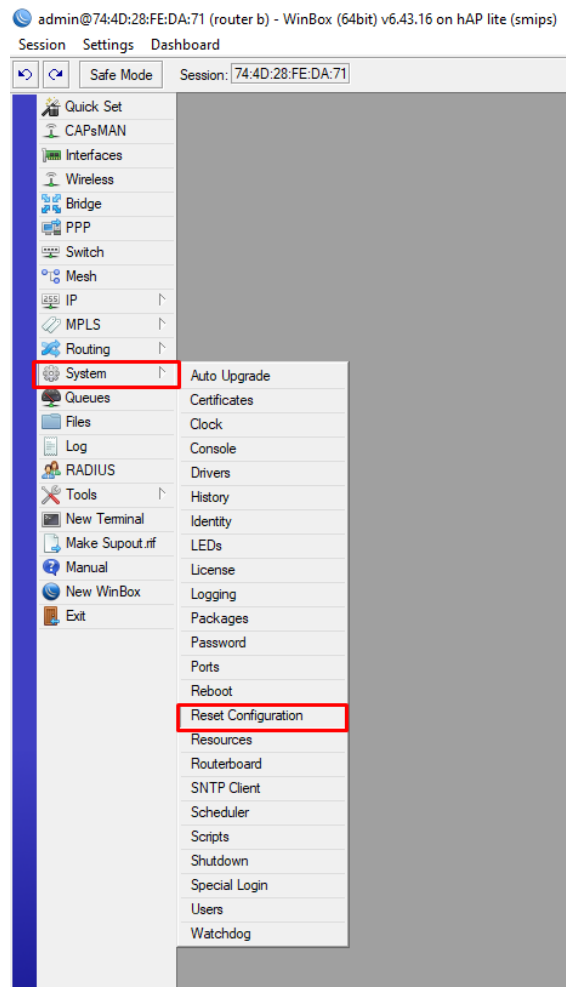 admin@74:4D:28:FE:DA:71 (router b) - WinBox (64bit) v6.43.16 on hAP lite (smips)
Session Settings Dashboard
Safe Mode Session: 74:4D:28:FE:DA:71
Quick Set
CAPsMAN
Interfaces
Wireless
Bridge
PPP
Switch
Mesh
255 IP
MPLS
Routing
System
Queues
Files
Log
RADIUS
Tools
New Terminal
Make Supout.rif
Manual
New WinBox
Exit
Auto Upgrade
Certificates
Clock
Console
Drivers
History
Identity
LEDs
License
Logging
Packages
Password
Ports
Reboot
Reset Configuration
Resources
Routerboard
SNTP Client
Scheduler
Scripts
Shutdown
Special Login
Users
Watchdog